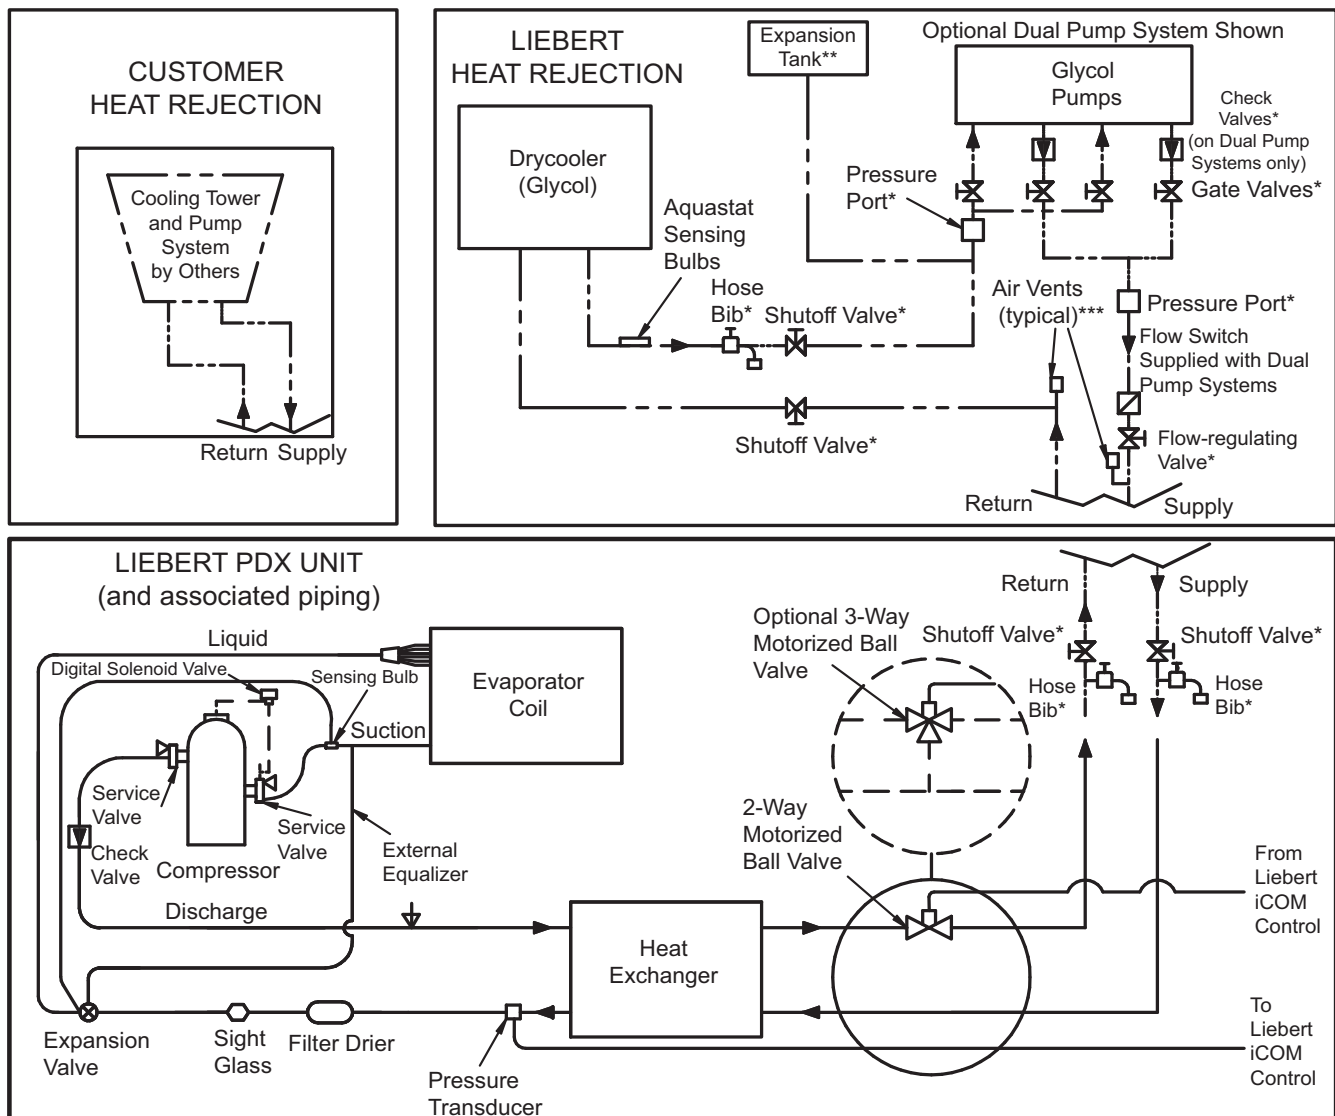 CUSTOMER
HEAT REJECTION
Cooling Tower
and Pump
System
by Others
Return Supply
LIEBERT
HEAT REJECTION
Expansion
Tank**
Optional Dual Pump System Shown
Glycol
Pumps
Check
Valves*
(on Dual Pump
Systems only)
Gate Valves*
Drycooler
(Glycol)
Pressure
Port*
Aquastat
Sensing
Bulbs
Hose
Bib*
Shutoff Valve*
Air Vents
(typical)***
Pressure Port*
Flow Switch
Supplied with Dual
Pump Systems
Shutoff Valve*
Flow-regulating
Valve*
Return
Supply
LIEBERT PDX UNIT
(and associated piping)
Liquid
Digital Solenoid Valve
Sensing Bulb
Evaporator
Coil
Suction
Service
Valve
Service
Valve
Check
Valve
Compressor
External
Equalizer
Discharge
Heat
Exchanger
Expansion
Valve
Sight
Glass
Filter Drier
Pressure
Transducer
Optional 3-Way
Motorized Ball
Valve
2-Way
Motorized
Ball Valve
Return
Supply
Shutoff Valve*
Shutoff Valve*
Hose
Bib*
Hose
Bib*
From
Liebert
iCOM
Control
To
Liebert
iCOM
Control